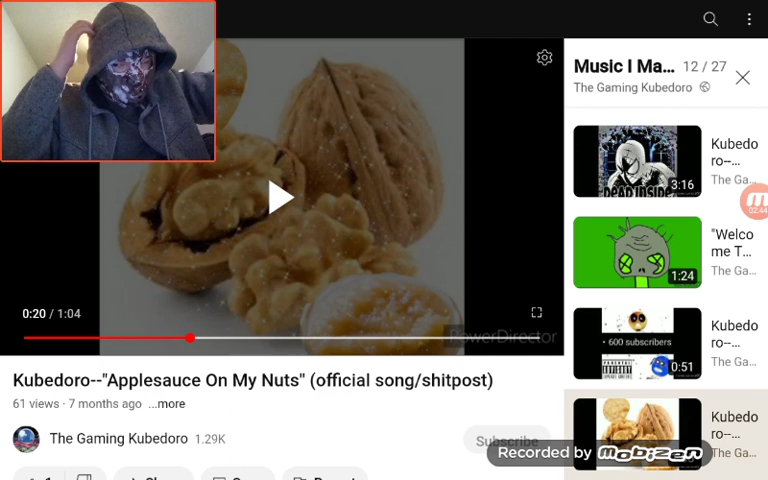 Music I Ma... 12 / 27
The Gaming Kubedoro
DEAD INSIDE
3:16
Kubedo
ro--...
The Ga...
02:44
"Welco
me T...
The Ga...
1:24
600 subscribers
0:51
Kubedo
ro--...
The Ga...
Kubedo
ro--...
The Ga...
0:20 / 1:04
PowerDirector
Kubedoro--"Applesauce On My Nuts" (official song/shitpost)
61 views · 7 months ago ...more
The Gaming Kubedoro 1.29K
Subscribe
Recorded by mobizen